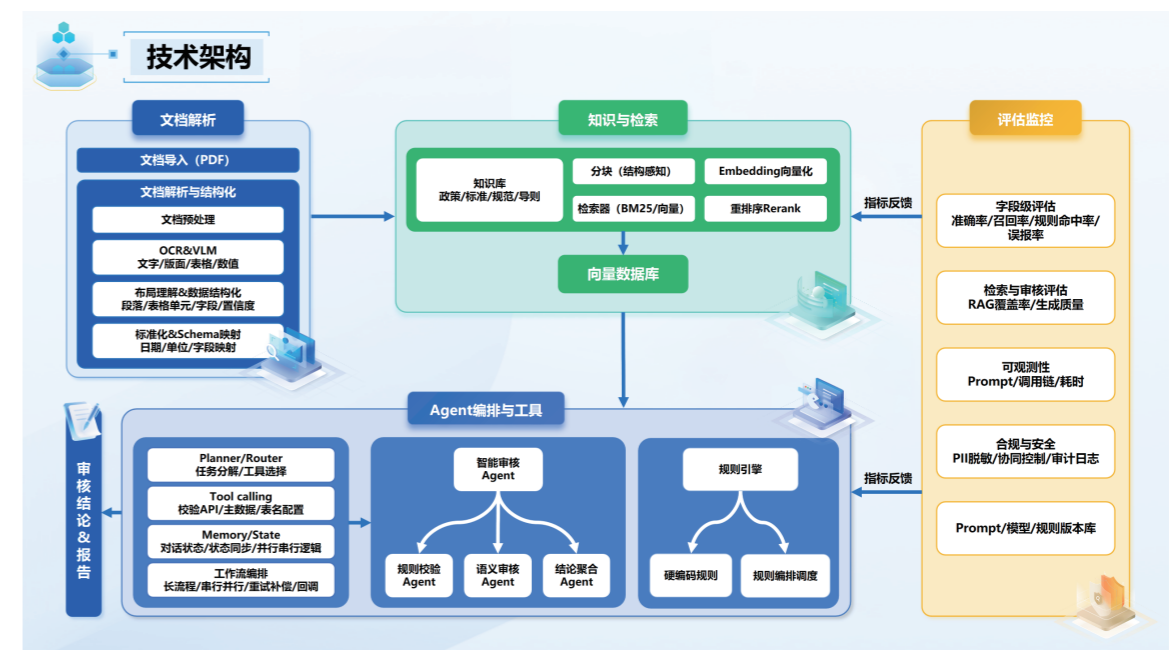 技术架构
文档解析
文档导入（PDF）
文档解析与结构化
文档预处理
OCR&VLM
文字/版面/表格/数值
布局理解&数据结构化
段落/表格单元/字段/置信度
标准化&Schema映射
日期/单位/字段映射
知识与检索
知识库
政策/标准/规范/导则
分块（结构感知）
Embedding向量化
检索器（BM25/向量）
重排序Rerank
向量数据库
指标反馈
评估监控
字段级评估
准确率/召回率/规则命中率/
误报率
检索与审核评估
RAG覆盖率/生成质量
可观测性
Prompt/调用链/耗时
合规与安全
PII脱敏/协同控制/审计日志
Prompt/模型/规则版本库
指标反馈
Agent编排与工具
Planner/Router
任务分解/工具选择
Tool calling
校验API/主数据/表名配置
Memory/State
对话状态/状态同步/并行串行逻辑
工作流编排
长流程/串行并行/重试补偿/回调
智能审核
Agent
规则校验
Agent
语义审核
Agent
结论聚合
Agent
规则引擎
硬编码规则
规则编排调度
审核结论&报告